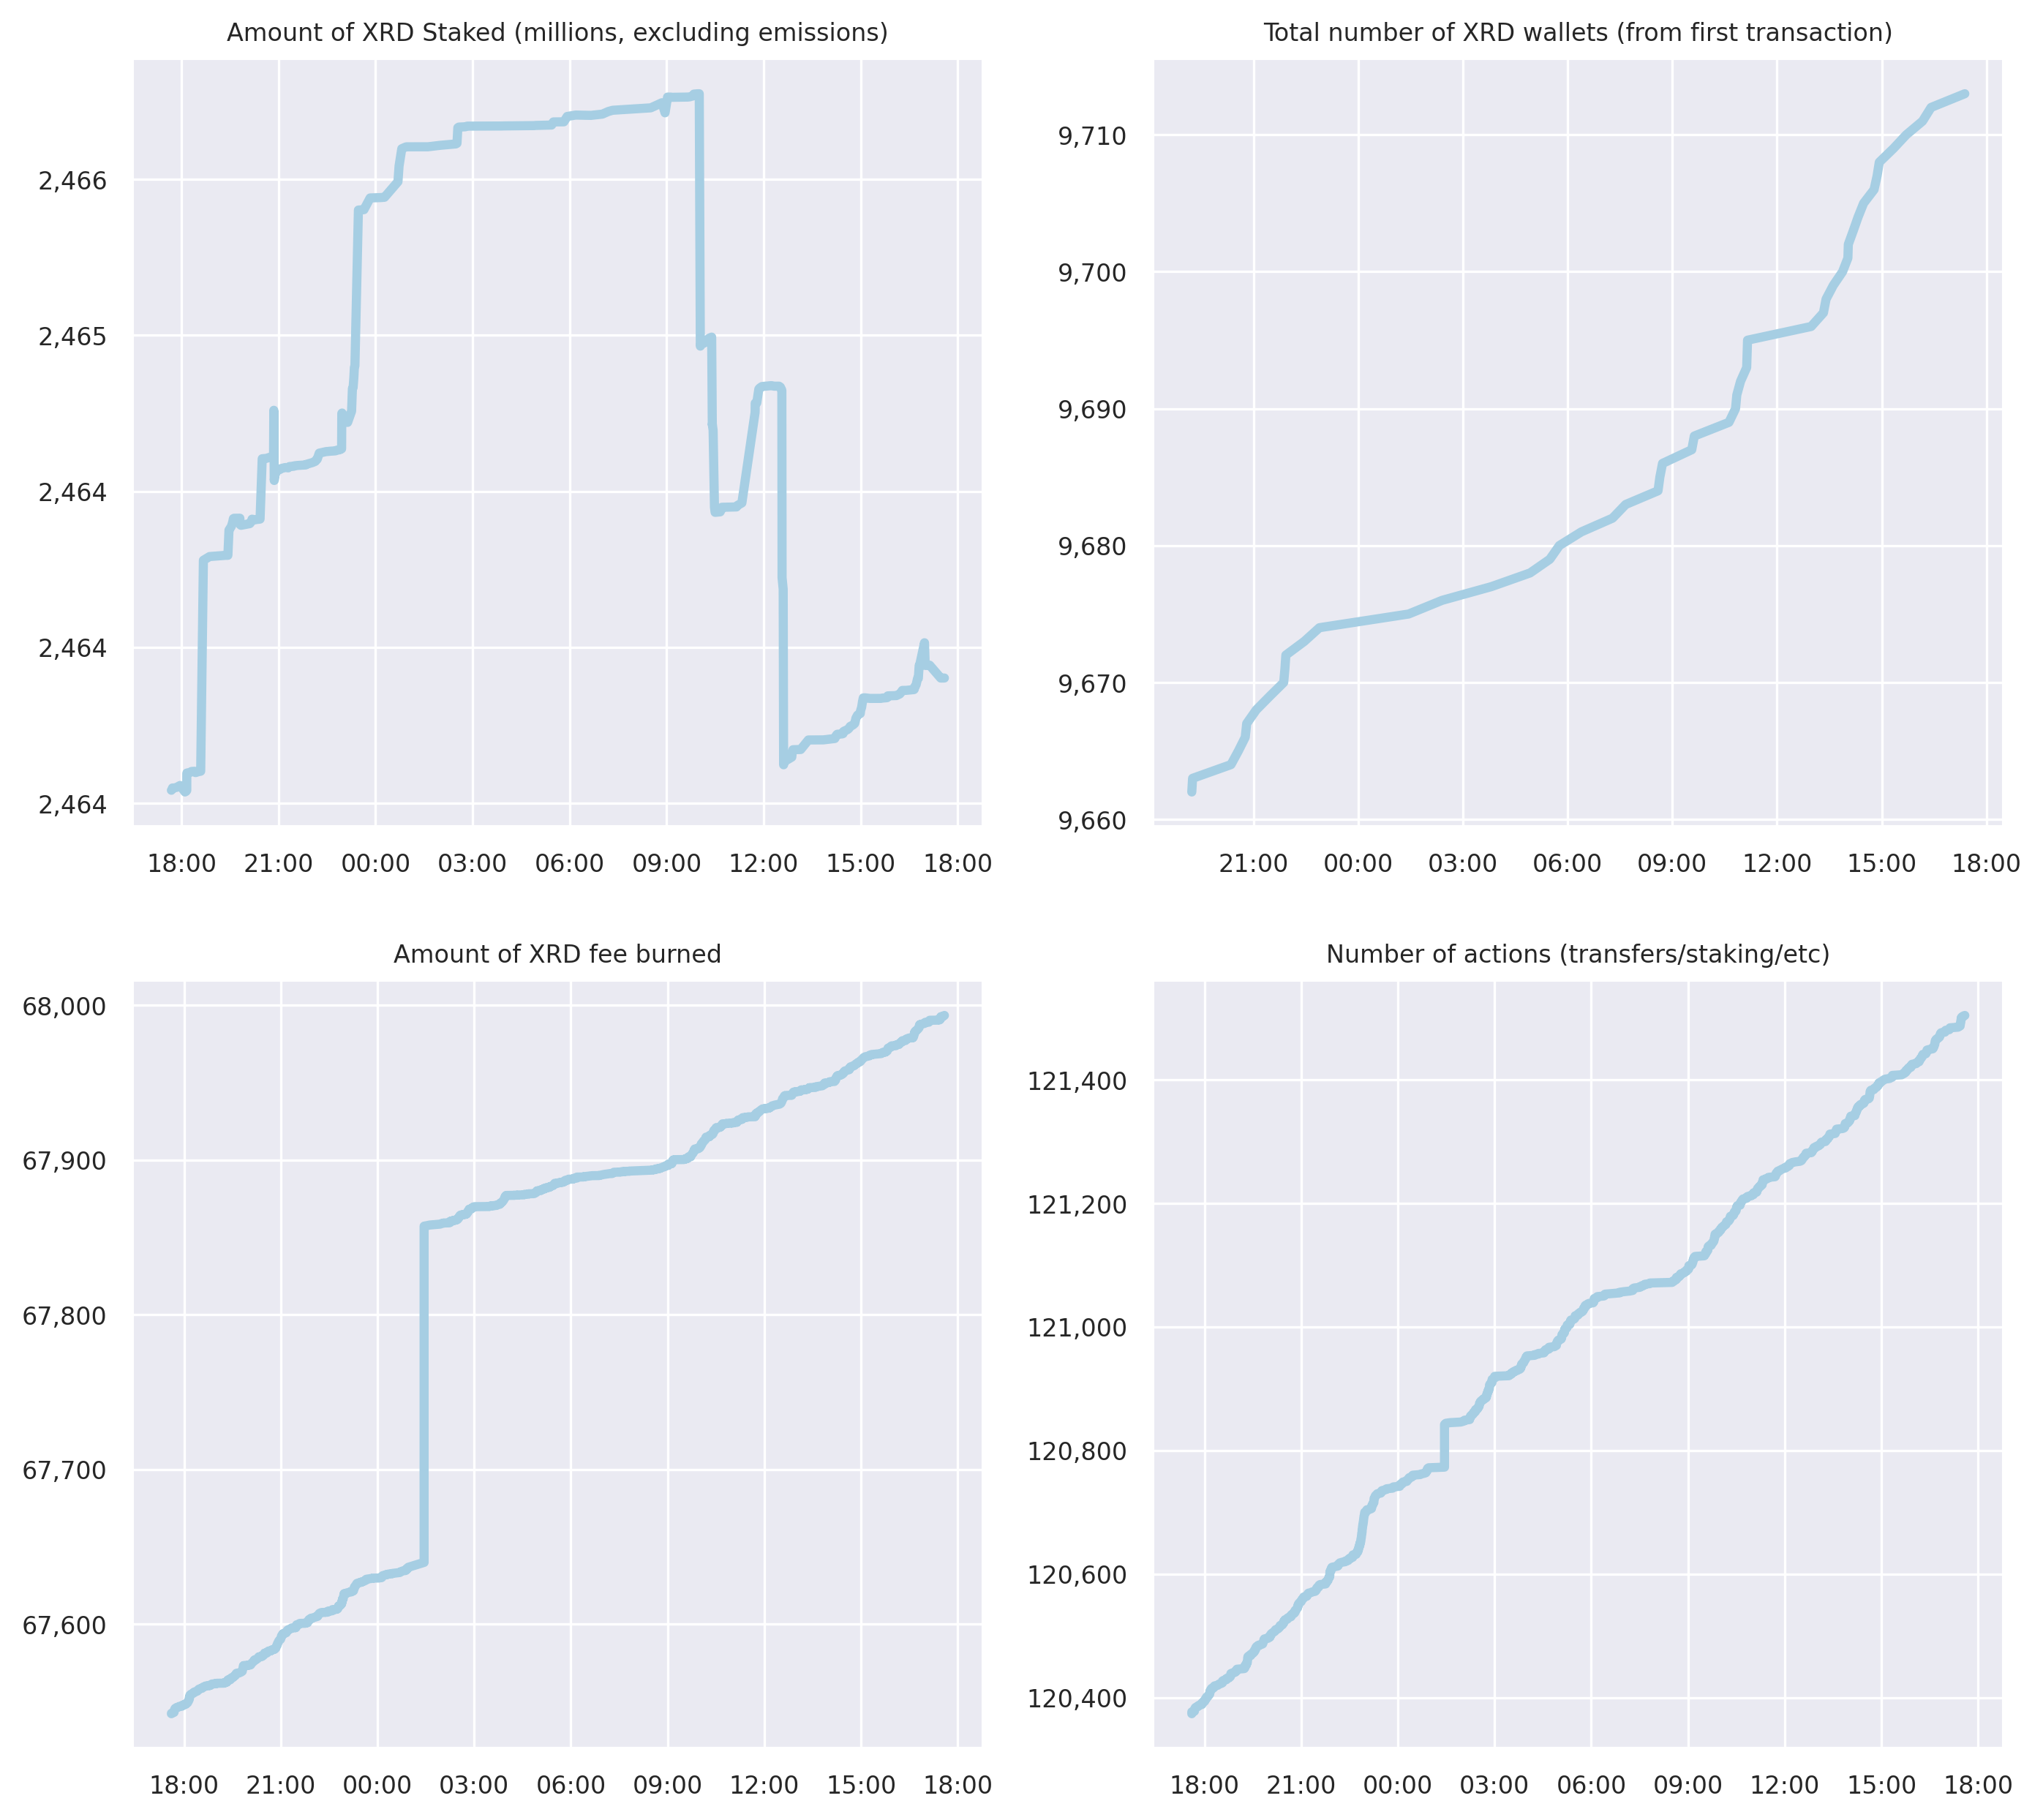 Amount of XRD Staked (millions, excluding emissions)
2,466
2,465
2,464
2,464
2,464
18:00 21:00 00:00 03:00 06:00 09:00 12:00 15:00 18:00
Total number of XRD wallets (from first transaction)
9,710
9,700
9,690
9,680
9,670
9,660
21:00 00:00 03:00 06:00 09:00 12:00 15:00 18:00
Amount of XRD fee burned
68,000
67,900
67,800
67,700
67,600
18:00 21:00 00:00 03:00 06:00 09:00 12:00 15:00 18:00
Number of actions (transfers/staking/etc)
121,400
121,200
121,000
120,800
120,600
120,400
18:00 21:00 00:00 03:00 06:00 09:00 12:00 15:00 18:00